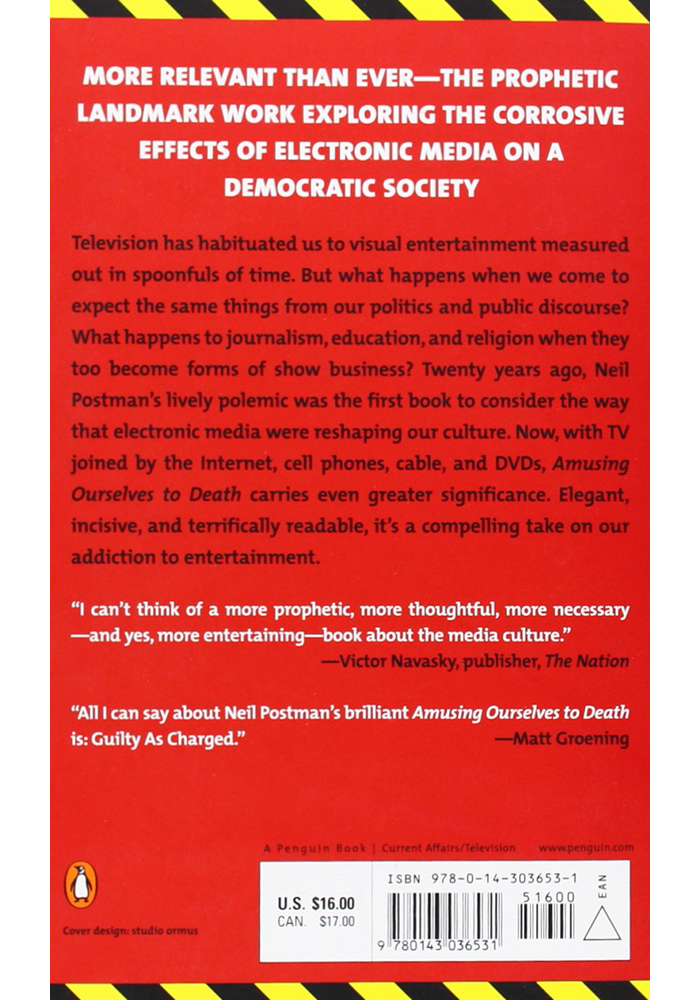 MORE RELEVANT THAN EVER—THE PROPHETIC
LANDMARK WORK EXPLORING THE CORROSIVE
EFFECTS OF ELECTRONIC MEDIA ON A
DEMOCRATIC SOCIETY
Television has habituated us to visual entertainment measured
out in spoonfuls of time. But what happens when we come to
expect the same things from our politics and public discourse?
What happens to journalism, education, and religion when they
too become forms of show business? Twenty years ago, Neil
Postman's lively polemic was the first book to consider the way
that electronic media were reshaping our culture. Now, with TV
joined by the Internet, cell phones, cable, and DVDs, Amusing
Ourselves to Death carries even greater significance. Elegant,
incisive, and terrifically readable, it's a compelling take on our
addiction to entertainment.
“I can't think of a more prophetic, more thoughtful, more necessary
—and yes, more entertaining—book about the media culture.”
—Victor Navasky, publisher, The Nation
“All I can say about Neil Postman's brilliant Amusing Ourselves to Death
is: Guilty As Charged.” —Matt Groening
A Penguin Book | Current Affairs/Television www.penguin.com
U.S. $16.00
CAN. $17.00
ISBN 978-0-14-303653-1
51600
EAN
9 780143 036531
Cover design: studio ormus